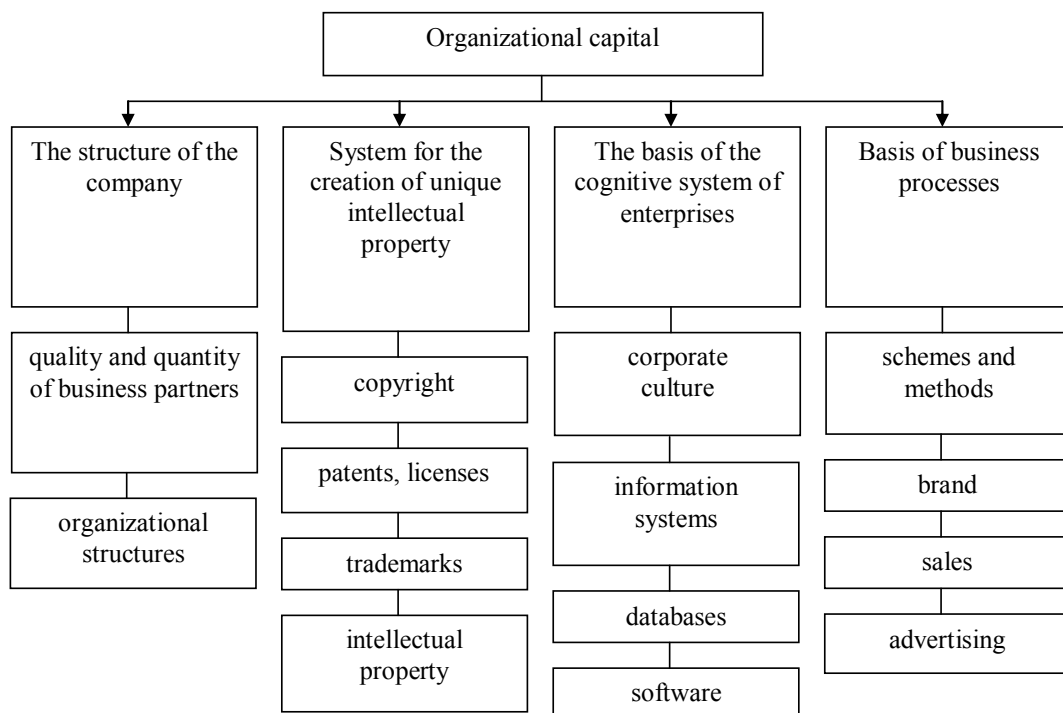 Organizational capital
The structure of the
company
System for the
creation of unique
intellectual
property
The basis of the
cognitive system of
enterprises
Basis of business
processes
quality and quantity
of business partners
organizational
structures
copyright
patents, licenses
trademarks
intellectual
property
corporate
culture
information
systems
databases
software
schemes and
methods
brand
sales
advertising